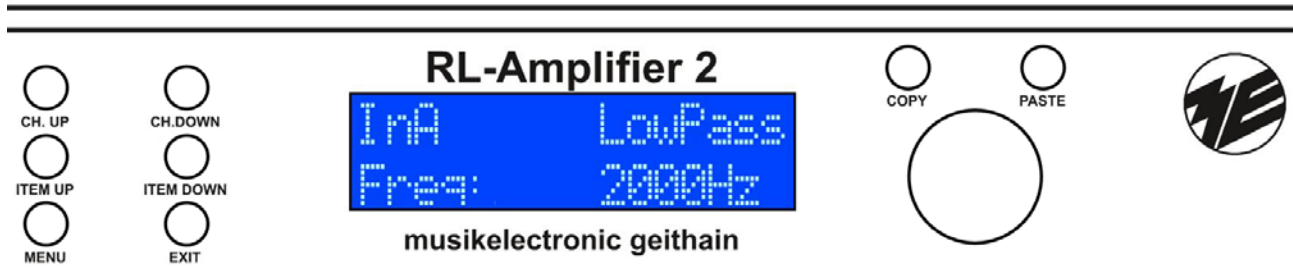 RL-Amplifier 2
COPY PASTE
CH. UP CH.DOWN
InA LowPass
ITEM UP ITEM DOWN
Freq: 2000Hz
MENU EXIT
musikelectronic geithain
ME